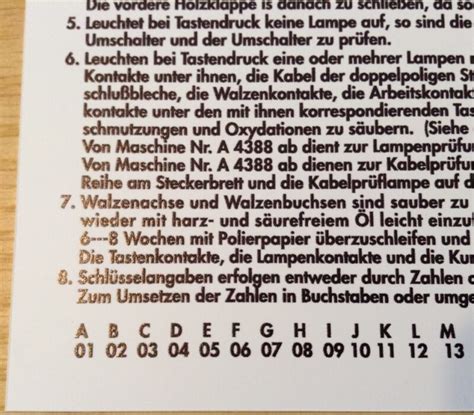 Die vordere Holzklappe is danach zu schließen, da so
5. Leuchtet bei Tastendruck keine Lampe auf, so sind die
Umschalter und der Umschalter zu prüfen.
6. Leuchten bei Tastendruck eine oder mehrer Lampen
Kontakte unter ihnen, die Kabel der doppelpoligen St
schlußbleche, die Walzenkontakte, die Arbeitskontak
kontakte unter den mit ihnen korrespondierenden Tas
schmutzungen und Oxydationen zu säubern. (Siehe
Von Maschine Nr. A 4388 ab dient zur Lampenprüfu
Von Maschine Nr. A 4388 ab dienen zur Kabelprüf
Reihe am Steckerbrett und die Kabelprüflampe auf d
7. Walzenachse und Walzenbuchsen sind sauber zu
wieder mit harz- und säurefreiem Öl leicht einzu
6---8 Wochen mit Polierpapier überzuschleifen und
Die Tastenkontakte, die Lampenkontakte und die Ku
8. Schlüsselangaben erfolgen entweder durch Zahlen o
Zum Umsetzen der Zahlen in Buchstaben oder umge
A B C D E F G H I J K L M
01 02 03 04 05 06 07 08 09 10 11 12 13